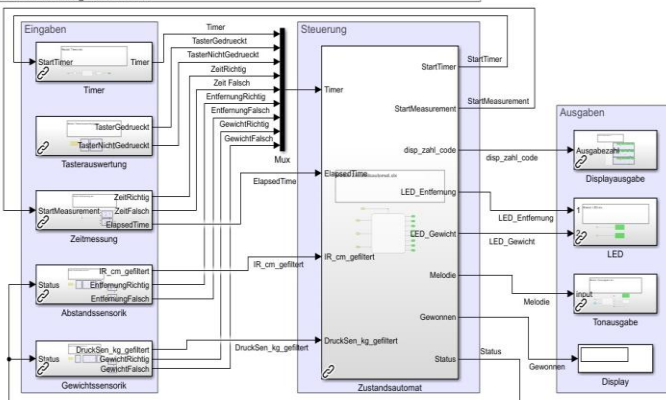 Eingaben
Timer
TasterGedrueckt
TasterNichtGedrueckt
ZeitRichtig
Zeit Falsch
EntfernungRichtig
EntfernungFalsch
GewichtRichtig
GewichtFalsch
Mux
StartTimer
Timer
Timer
TasterGedrueckt
TasterNichtGedrueckt
Tasterauswertung
StartMeasurement
ZeitRichtig
ZeitFalsch
ElapsedTime
Zeitmessung
ElapsedTime
Status
IR_cm_gefiltert
EntfernungRichtig
EntfernungFalsch
Abstandssensorik
IR_cm_gefiltert
Status
DruckSen_kg_gefiltert
GewichtRichtig
GewichtFalsch
Gewichtssensorik
DruckSen_kg_gefiltert
Steuerung
Timer
ElapsedTime
IR_cm_gefiltert
DruckSen_kg_gefiltert
StartTimer
StartMeasurement
disp_zahl_code
LED_Entfernung
LED_Gewicht
Melodie
Gewonnen
Status
Zustandsautomat
StartTimer
StartMeasurement
disp_zahl_code
LED_Entfernung
LED_Gewicht
Melodie
Gewonnen
Status
Ausgaben
Ausgabezahl
Displayausgabe
1
2
LED
input
Tonausgabe
Display